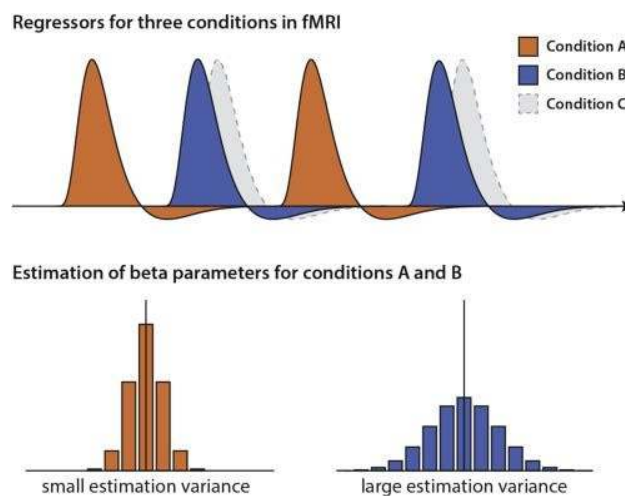 Regressors for three conditions in fMRI
Condition A
Condition B
Condition C
Estimation of beta parameters for conditions A and B
small estimation variance
large estimation variance